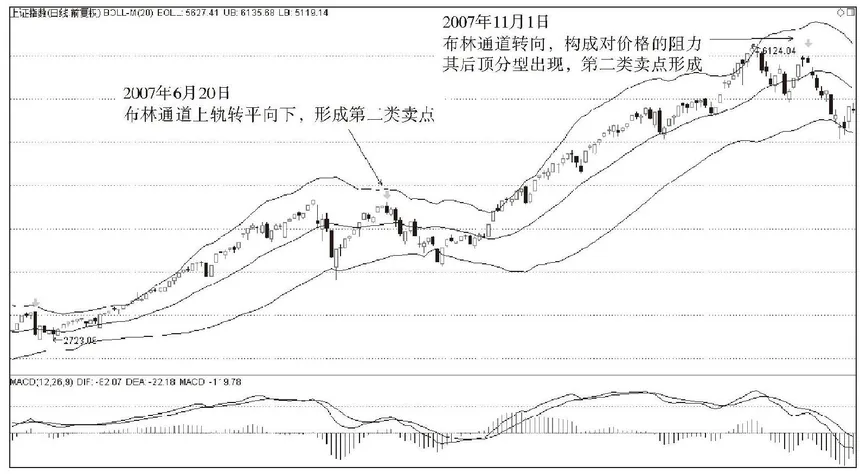 上证指数(日线 前复权) BOLL-M(20) BOLL: 5627.41 UB: 6135.68 LB: 5119.14
2007年11月1日
布林通道转向，构成对价格的阻力
其后顶分型出现，第二类卖点形成
6124.04
2007年6月20日
布林通道上轨转平向下，形成第二类卖点
2723.08
MACD(12,26,9) DIF: -62.07 DEA: -22.18 MACD: -119.78